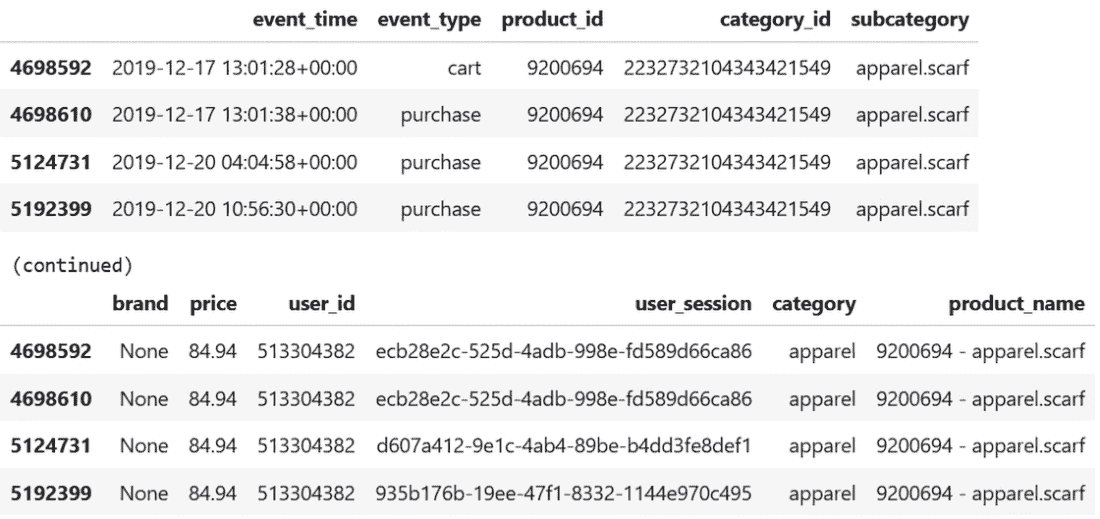 event_time event_type product_id category_id subcategory
4698592 2019-12-17 13:01:28+00:00 cart 9200694 2232732104343421549 apparel.scarf
4698610 2019-12-17 13:01:38+00:00 purchase 9200694 2232732104343421549 apparel.scarf
5124731 2019-12-20 04:04:58+00:00 purchase 9200694 2232732104343421549 apparel.scarf
5192399 2019-12-20 10:56:30+00:00 purchase 9200694 2232732104343421549 apparel.scarf
(continued)
brand price user_id user_session category product_name
4698592 None 84.94 513304382 ecb28e2c-525d-4adb-998e-fd589d66ca86 apparel 9200694 - apparel.scarf
4698610 None 84.94 513304382 ecb28e2c-525d-4adb-998e-fd589d66ca86 apparel 9200694 - apparel.scarf
5124731 None 84.94 513304382 d607a412-9e1c-4ab4-89be-b4dd3fe8def1 apparel 9200694 - apparel.scarf
5192399 None 84.94 513304382 935b176b-19ee-47f1-8332-1144e970c495 apparel 9200694 - apparel.scarf